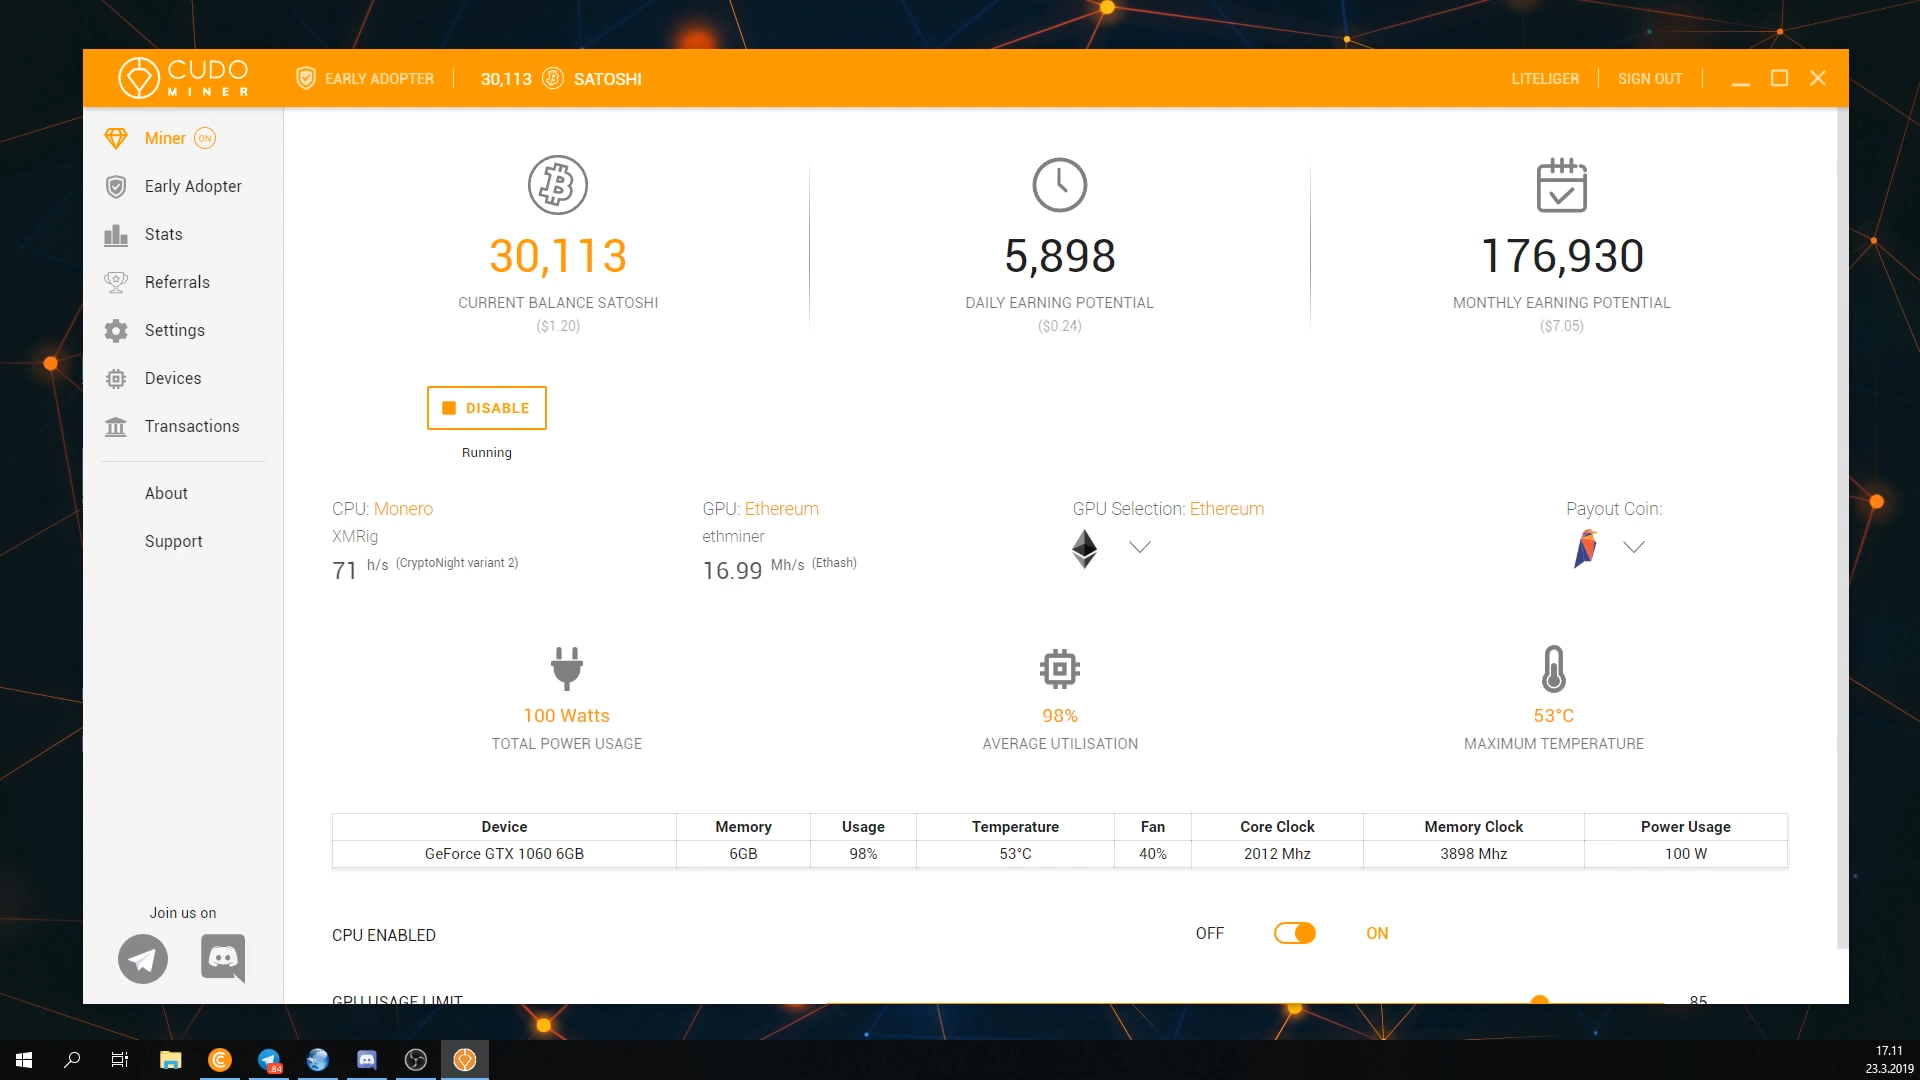 CUDO
MINER
EARLY ADOPTER
30,113 SATOSHI
LITELIGER
SIGN OUT
Miner ON
Early Adopter
Stats
Referrals
Settings
Devices
Transactions
About
Support
Join us on
30,113
CURRENT BALANCE SATOSHI
($1.20)
5,898
DAILY EARNING POTENTIAL
($0.24)
176,930
MONTHLY EARNING POTENTIAL
($7.05)
DISABLE
Running
CPU: Monero
XMRig
71 h/s (CryptoNight variant 2)
GPU: Ethereum
ethminer
16.99 Mh/s (Ethash)
GPU Selection: Ethereum
Payout Coin:
100 Watts
TOTAL POWER USAGE
98%
AVERAGE UTILISATION
53°C
MAXIMUM TEMPERATURE
Device Memory Usage Temperature Fan Core Clock Memory Clock Power Usage
GeForce GTX 1060 6GB 6GB 98% 53°C 40% 2012 Mhz 3898 Mhz 100 W
CPU ENABLED OFF ON
GPU USAGE LIMIT 85
.84
17.11
23.3.2019